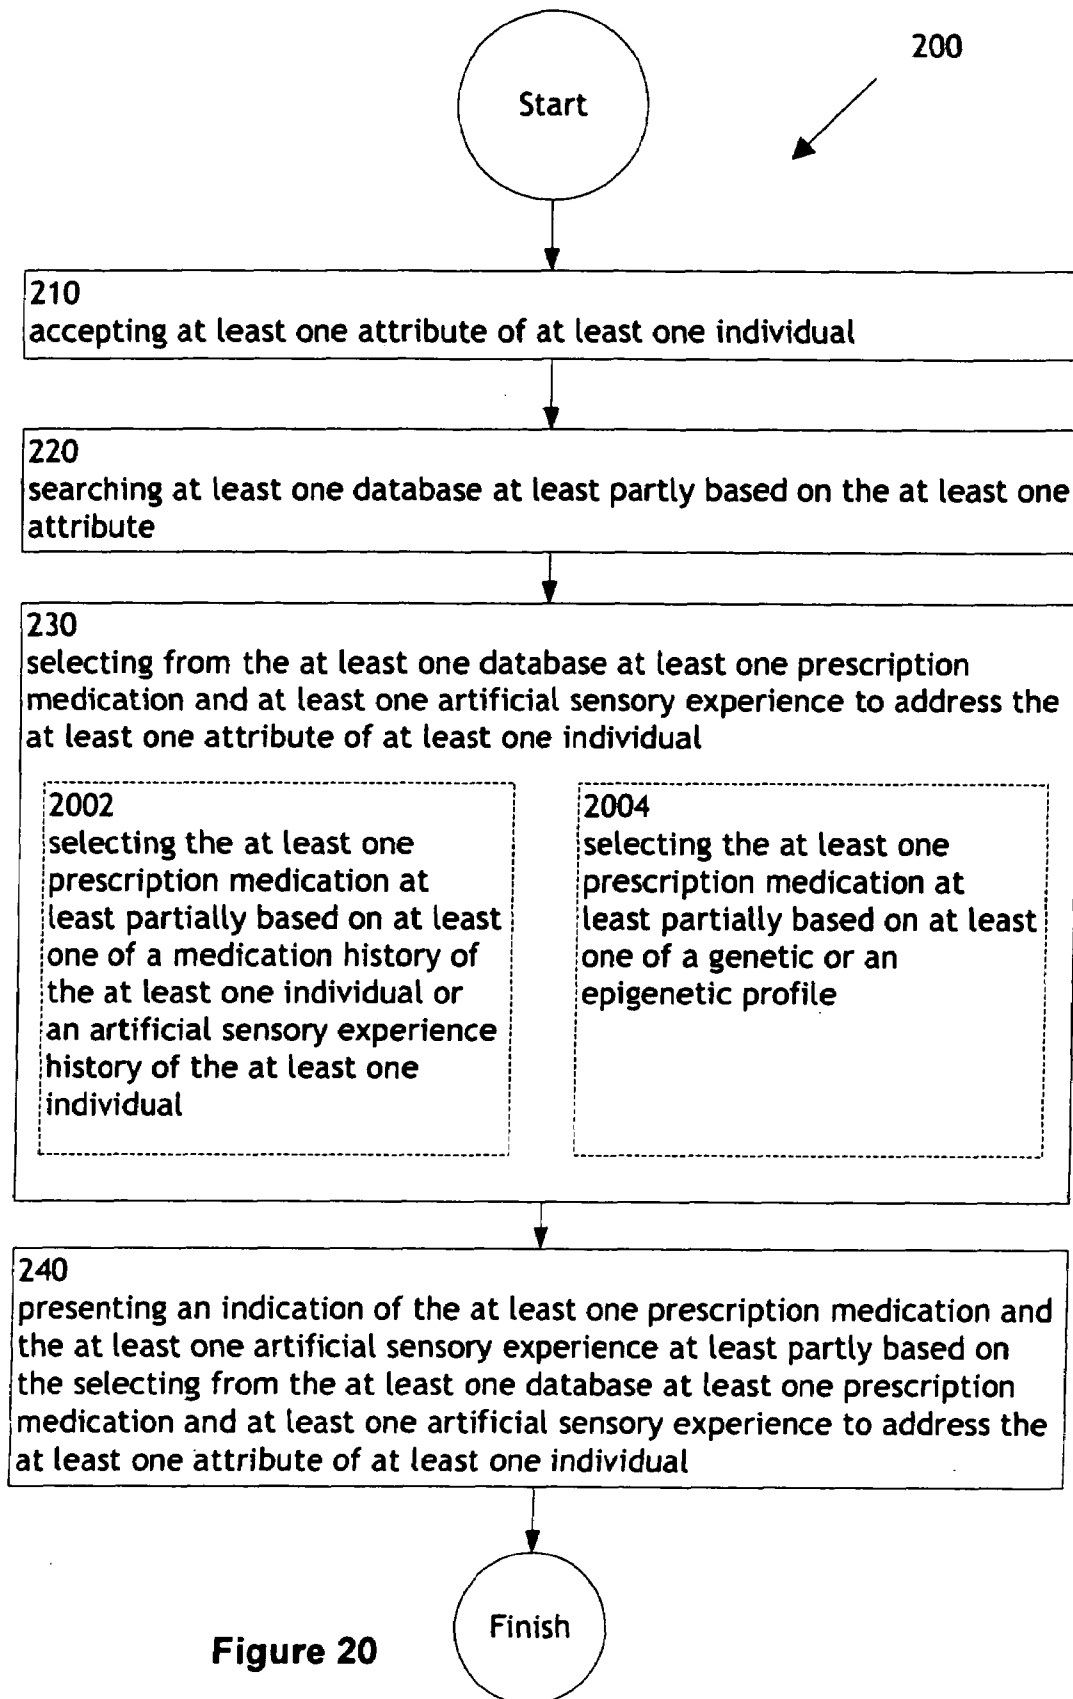 200
Start
210
accepting at least one attribute of at least one individual
220
searching at least one database at least partly based on the at least one
attribute
230
selecting from the at least one database at least one prescription
medication and at least one artificial sensory experience to address the
at least one attribute of at least one individual
2002
selecting the at least one
prescription medication at
least partially based on at least
one of a medication history of
the at least one individual or
an artificial sensory experience
history of the at least one
individual
2004
selecting the at least one
prescription medication at
least partially based on at least
one of a genetic or an
epigenetic profile
240
presenting an indication of the at least one prescription medication and
the at least one artificial sensory experience at least partly based on
the selecting from the at least one database at least one prescription
medication and at least one artificial sensory experience to address the
at least one attribute of at least one individual
Finish
Figure 20